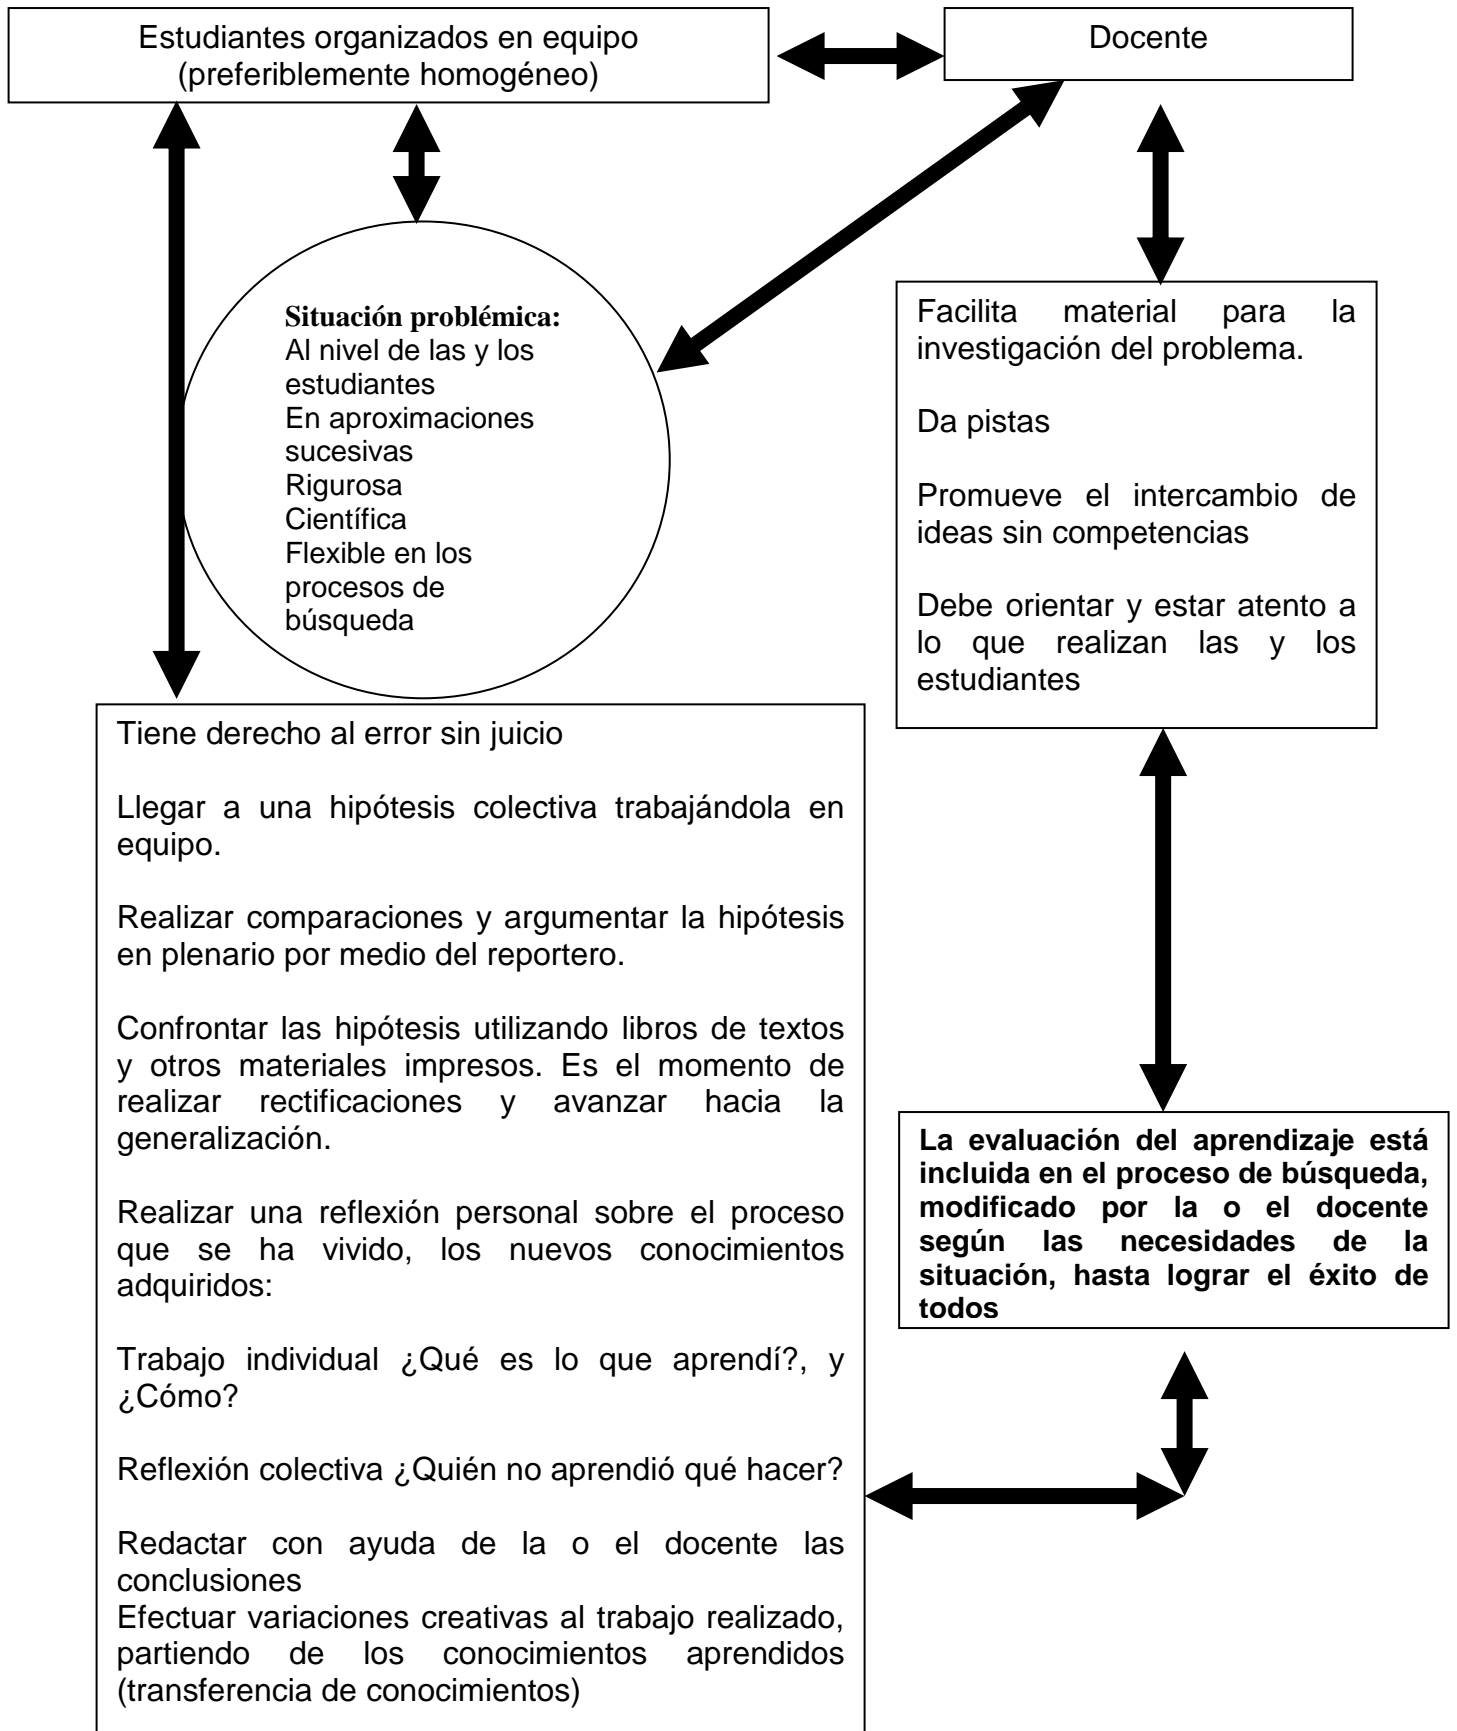 Estudiantes organizados en equipo
(preferiblemente homogéneo)
Docente
Situación problémica:
Al nivel de las y los
estudiantes
En aproximaciones
sucesivas
Rigurosa
Científica
Flexible en los
procesos de
búsqueda
Facilita material para la
investigación del problema.
Da pistas
Promueve el intercambio de
ideas sin competencias
Debe orientar y estar atento a
lo que realizan las y los
estudiantes
Tiene derecho al error sin juicio
Llegar a una hipótesis colectiva trabajándola en
equipo.
Realizar comparaciones y argumentar la hipótesis
en plenario por medio del reportero.
Confrontar las hipótesis utilizando libros de textos
y otros materiales impresos. Es el momento de
realizar rectificaciones y avanzar hacia la
generalización.
Realizar una reflexión personal sobre el proceso
que se ha vivido, los nuevos conocimientos
adquiridos:
Trabajo individual ¿Qué es lo que aprendí?, y
¿Cómo?
Reflexión colectiva ¿Quién no aprendió qué hacer?
Redactar con ayuda de la o el docente las
conclusiones
Efectuar variaciones creativas al trabajo realizado,
partiendo de los conocimientos aprendidos
(transferencia de conocimientos)
La evaluación del aprendizaje está
incluida en el proceso de búsqueda,
modificado por la o el docente
según las necesidades de la
situación, hasta lograr el éxito de
todos